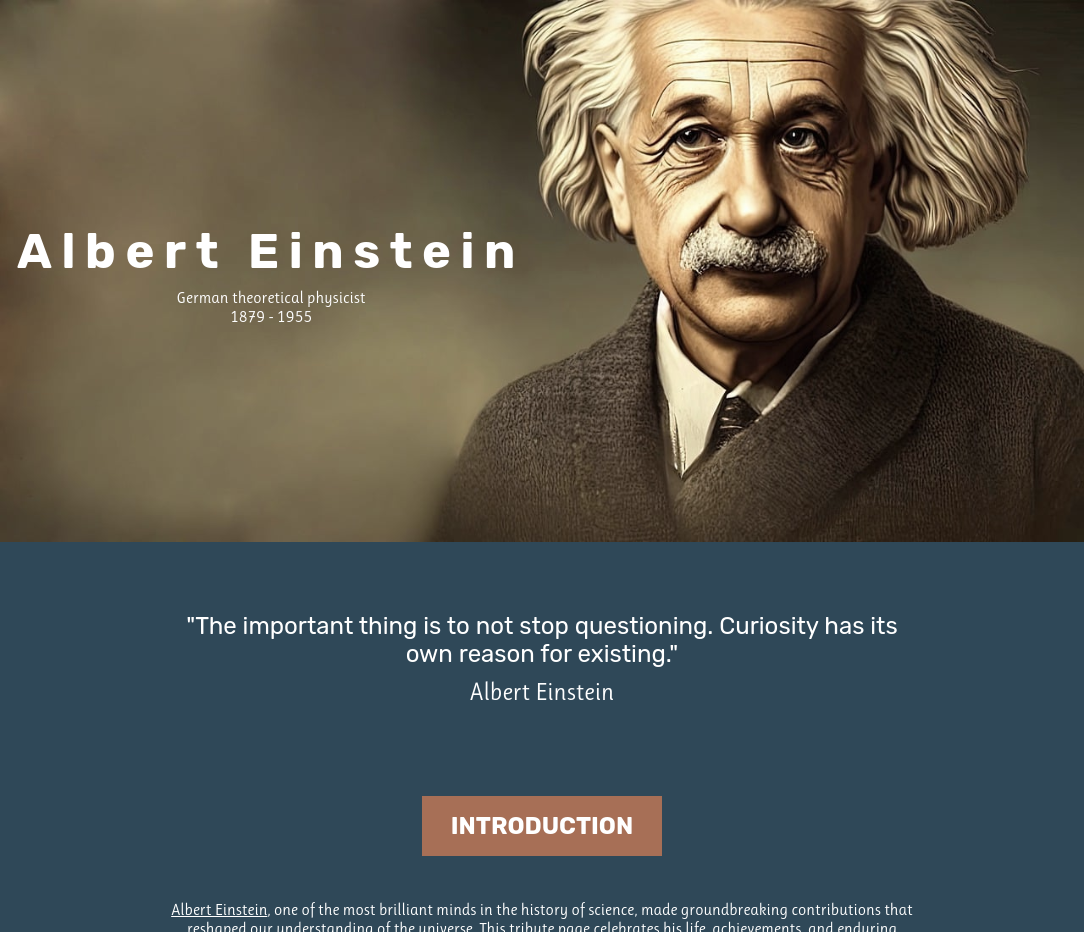 Albert Einstein
German theoretical physicist
1879 - 1955
"The important thing is to not stop questioning. Curiosity has its
own reason for existing."
Albert Einstein
INTRODUCTION
Albert Einstein, one of the most brilliant minds in the history of science, made groundbreaking contributions that
reshaped our understanding of the universe. This tribute page celebrates his life, achievements, and enduring